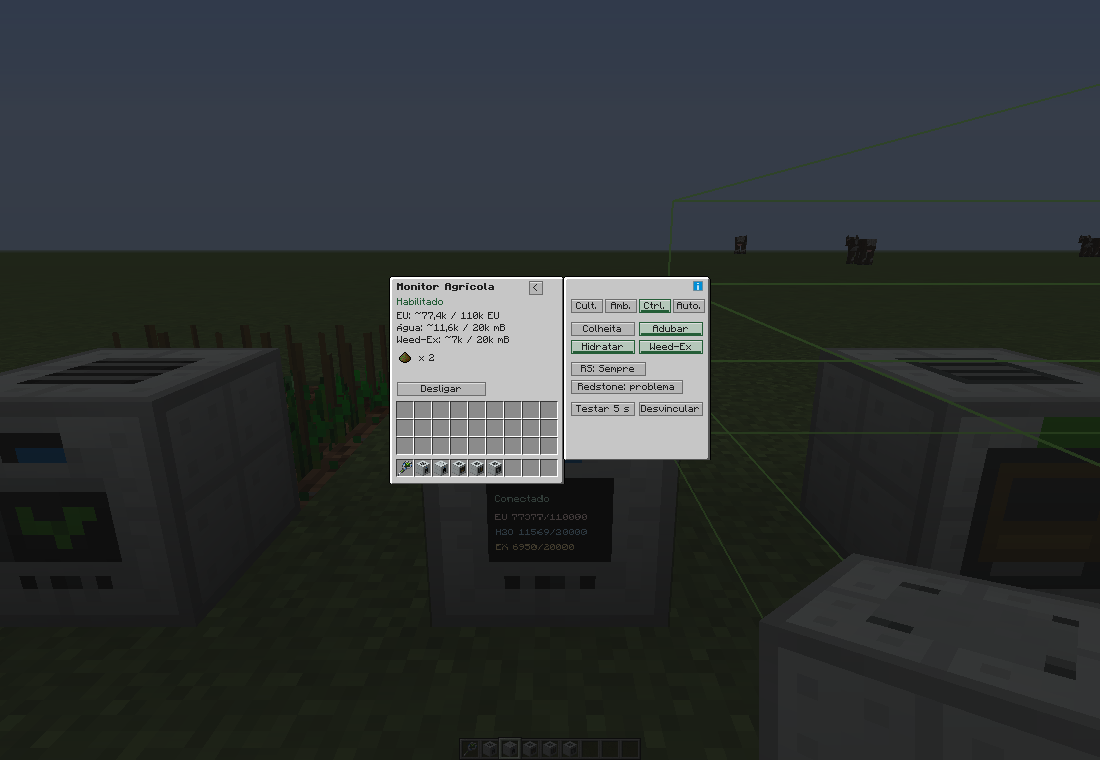 Monitor Agrícola <
Habilitado
EU: ~77,4k / 110k EU
Água: ~11,6k / 20k mB
Weed-Ex: ~7k / 20k mB
x 2
Desligar
i
Cult. Amb. Ctrl. Auto.
Colheita Adubar
Hidratar Weed-Ex
RS: Sempre
Redstone: problema
Testar 5 s Desvincular
Conectado
EU 77377/110000
H2O 11569/20000
EX 6950/20000